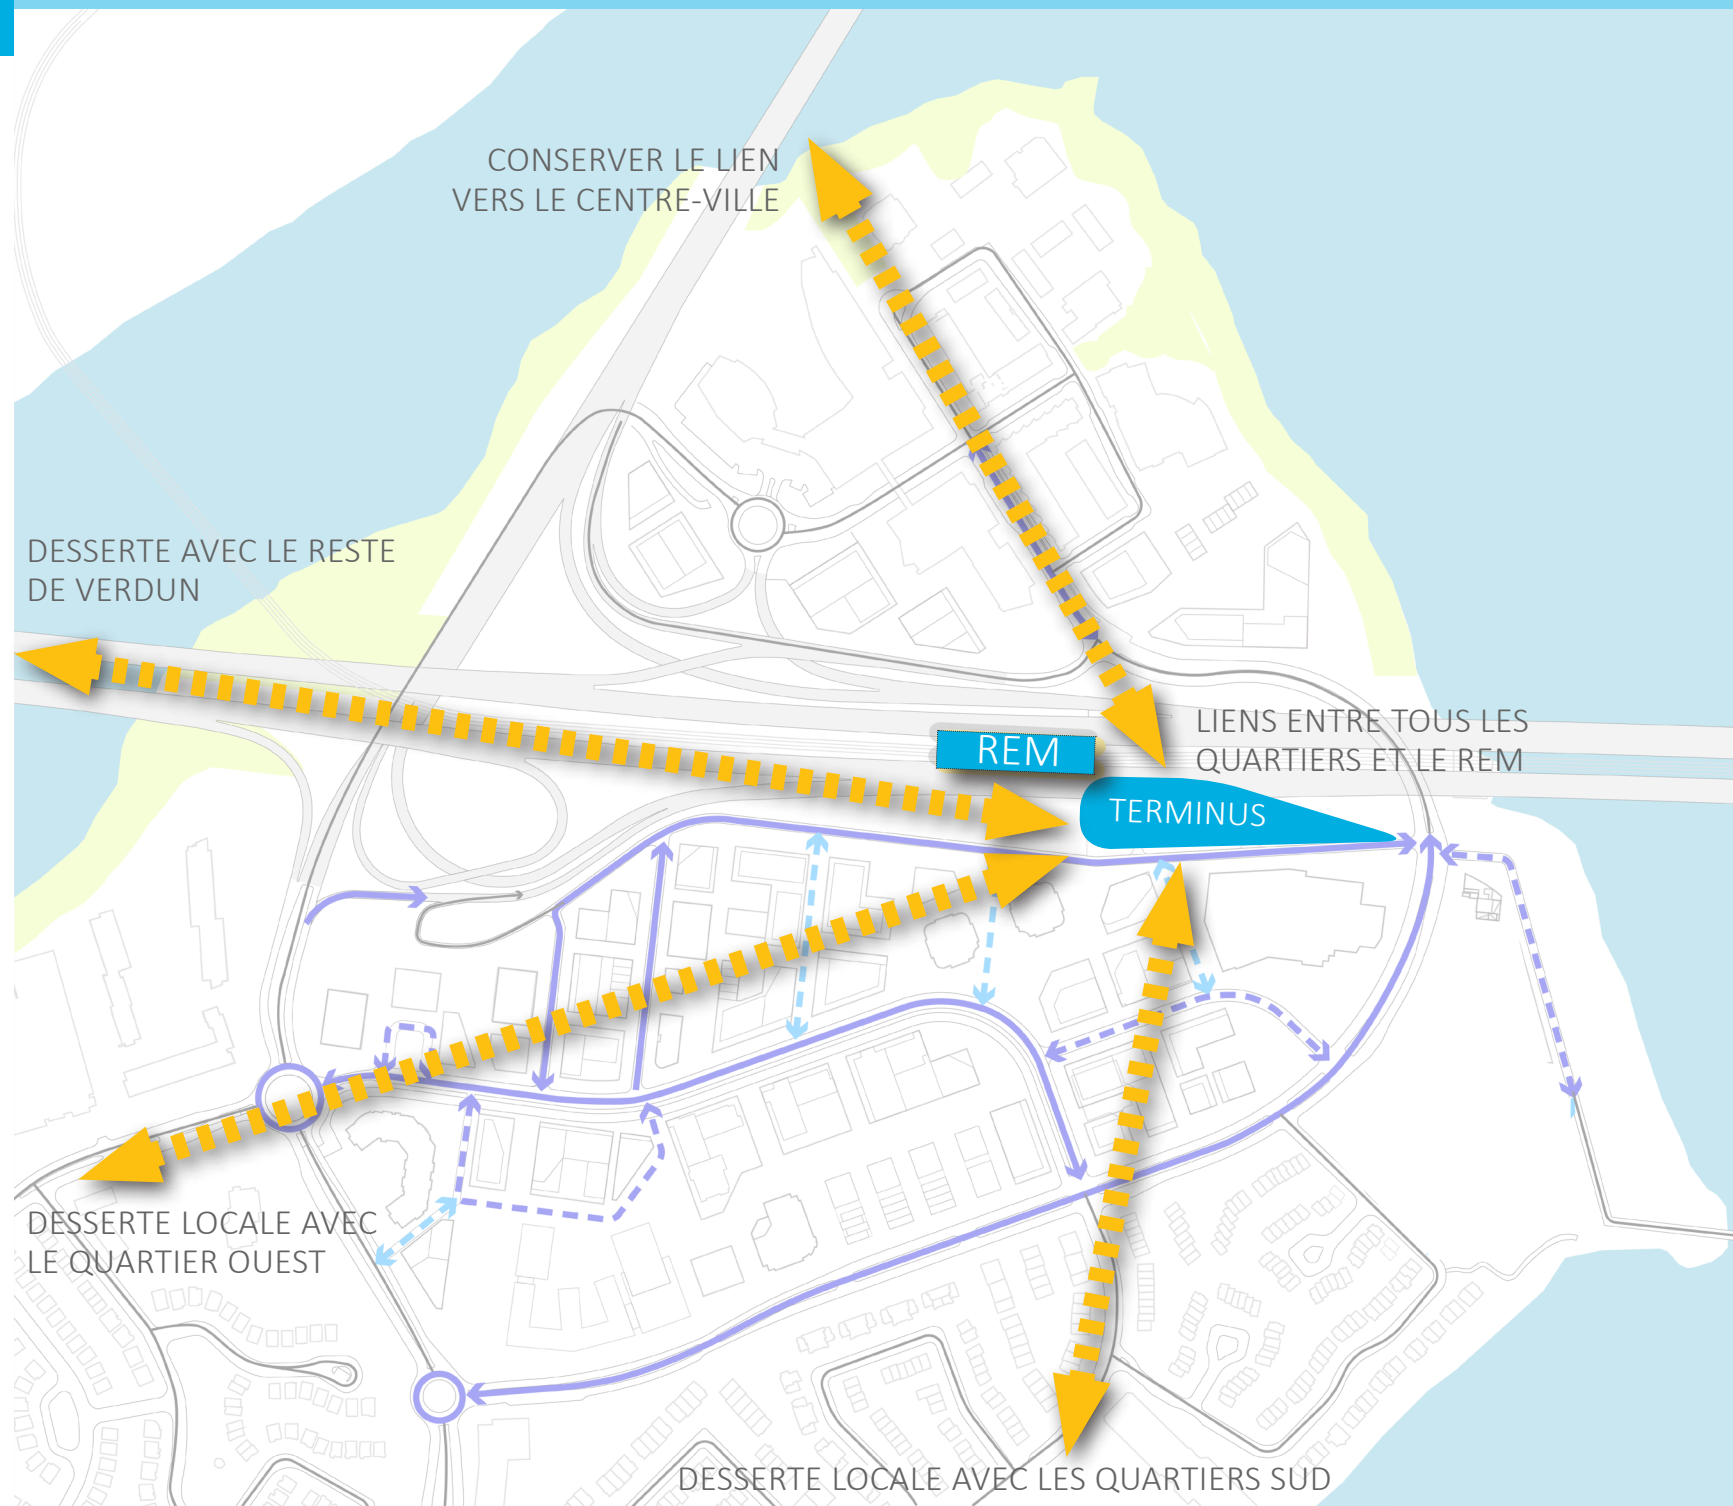 CONSERVER LE LIEN
VERS LE CENTRE-VILLE
DESSERTE AVEC LE RESTE
DE VERDUN
LIENS ENTRE TOUS LES
QUARTIERS ET LE REM
REM
TERMINUS
DESSERTE LOCALE AVEC
LE QUARTIER OUEST
DESSERTE LOCALE AVEC LES QUARTIERS SUD